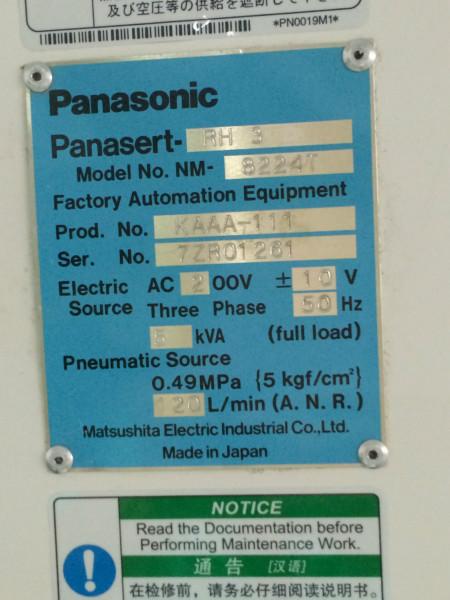 及び空圧等の供給を遮断して下さい
*PN0019M1*
Panasonic
Panasert- RH 3
Model No. NM- 8224T
Factory Automation Equipment
Prod. No. KAAA-111
Ser. No. 7ZR01261
Electric AC 200V ±10 V
Source Three Phase 50 Hz
5 kVA (full load)
Pneumatic Source
0.49MPa {5 kgf/cm²}
120 L/min (A. N. R.)
Matsushita Electric Industrial Co.,Ltd.
Made in Japan
NOTICE
Read the Documentation before
Performing Maintenance Work.
通 告 [汉语]
在检修前，请务必仔细阅读说明书。